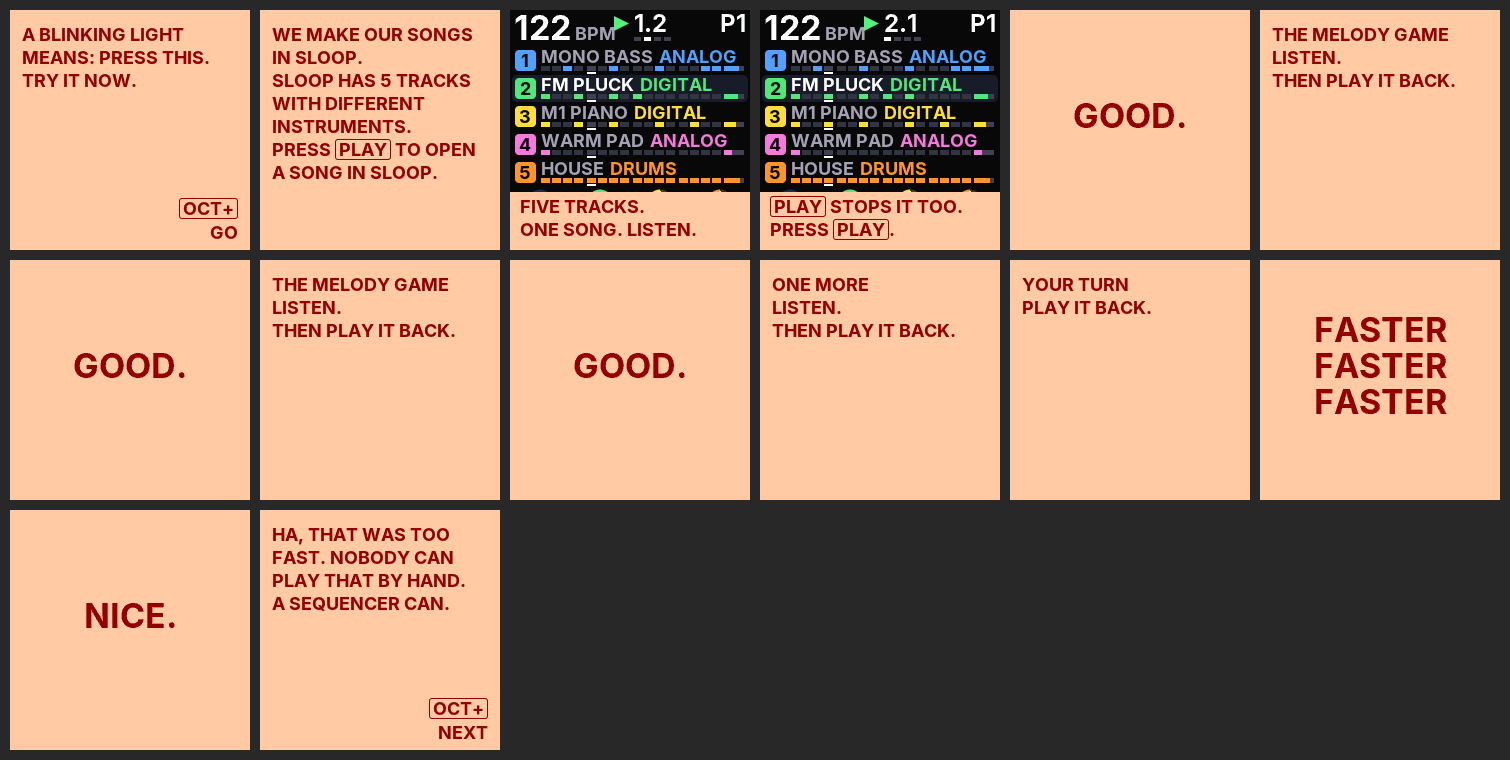 A BLINKING LIGHT
MEANS: PRESS THIS.
TRY IT NOW.
OCT+
GO
WE MAKE OUR SONGS
IN SLOOP.
SLOOP HAS 5 TRACKS
WITH DIFFERENT
INSTRUMENTS.
PRESS PLAY TO OPEN
A SONG IN SLOOP.
122 BPM 1.2 P1
1 MONO BASS ANALOG
2 FM PLUCK DIGITAL
3 M1 PIANO DIGITAL
4 WARM PAD ANALOG
5 HOUSE DRUMS
FIVE TRACKS.
ONE SONG. LISTEN.
122 BPM 2.1 P1
1 MONO BASS ANALOG
2 FM PLUCK DIGITAL
3 M1 PIANO DIGITAL
4 WARM PAD ANALOG
5 HOUSE DRUMS
PLAY STOPS IT TOO.
PRESS PLAY.
GOOD.
THE MELODY GAME
LISTEN.
THEN PLAY IT BACK.
GOOD.
THE MELODY GAME
LISTEN.
THEN PLAY IT BACK.
GOOD.
ONE MORE
LISTEN.
THEN PLAY IT BACK.
YOUR TURN
PLAY IT BACK.
FASTER
FASTER
FASTER
NICE.
HA, THAT WAS TOO
FAST. NOBODY CAN
PLAY THAT BY HAND.
A SEQUENCER CAN.
OCT+
NEXT